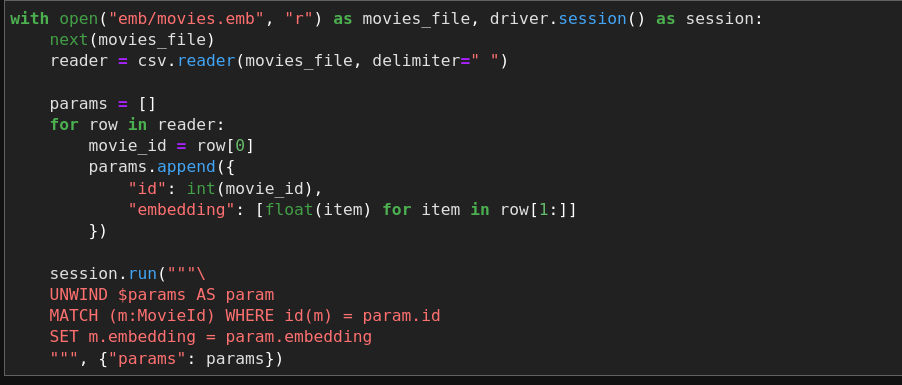 with open("emb/movies.emb", "r") as movies_file, driver.session() as session:
    next(movies_file)
    reader = csv.reader(movies_file, delimiter=" ")

    params = []
    for row in reader:
        movie_id = row[0]
        params.append({
            "id": int(movie_id),
            "embedding": [float(item) for item in row[1:]]
        })

    session.run("""\
    UNWIND $params AS param
    MATCH (m:MovieId) WHERE id(m) = param.id
    SET m.embedding = param.embedding
    """, {"params": params})